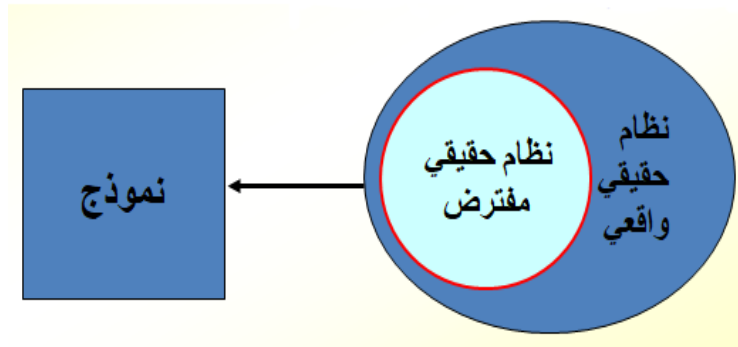 نظام
حقيقي
واقعي
نظام حقيقي
مفترض
نموذج